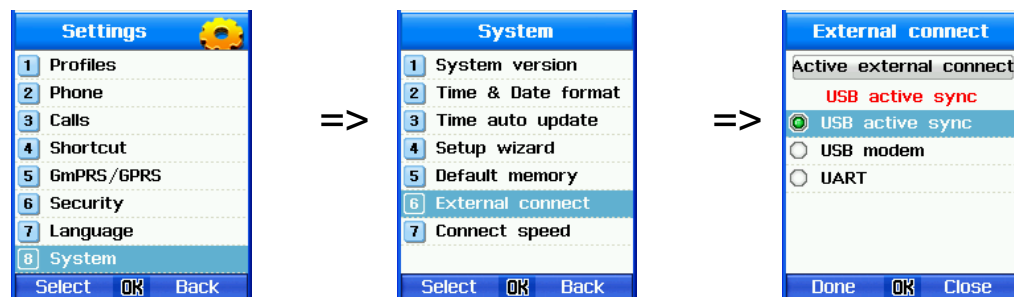 Settings
1 Profiles
2 Phone
3 Calls
4 Shortcut
5 GmPRS/GPRS
6 Security
7 Language
8 System
Select OK Back
=>
System
1 System version
2 Time & Date format
3 Time auto update
4 Setup wizard
5 Default memory
6 External connect
7 Connect speed
Select OK Back
=>
External connect
Active external connect
USB active sync
USB active sync
USB modem
UART
Done OK Close